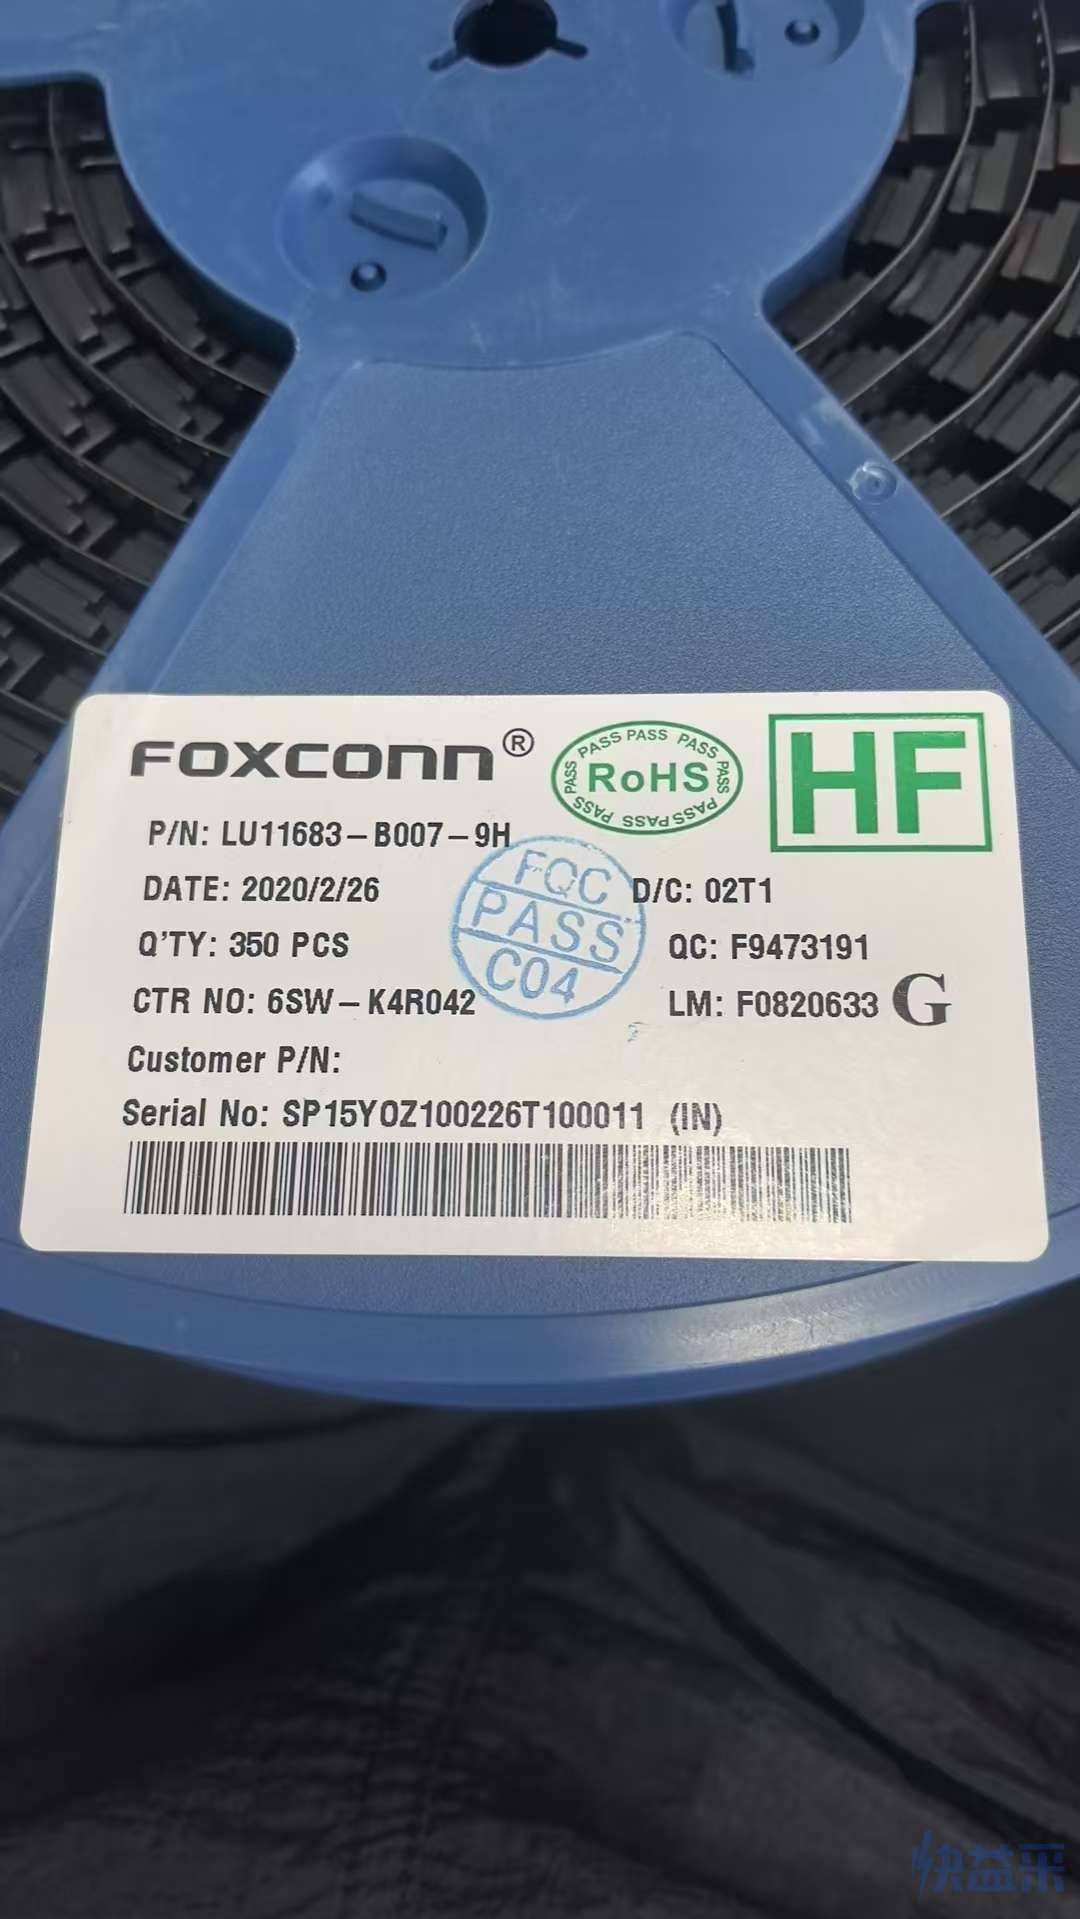 FOXCONN®
PASS PASS PASS PASS PASS PASS PASS PASS
RoHS
HF
P/N: LU11683-B007-9H
DATE: 2020/2/26
D/C: 02T1
Q'TY: 350 PCS
QC: F9473191
CTR NO: 6SW-K4R042
LM: F0820633 G
FQC
PASS
C04
Customer P/N:
Serial No: SP15YOZ100226T100011 (IN)
快益采